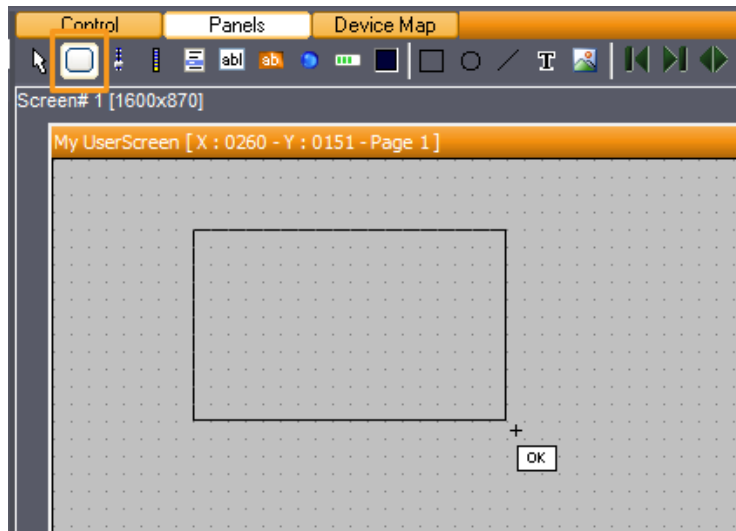 Control Panels Device Map
abl ab T
Screen# 1 [1600x870]
My UserScreen [ X : 0260 - Y : 0151 - Page 1 ]
OK